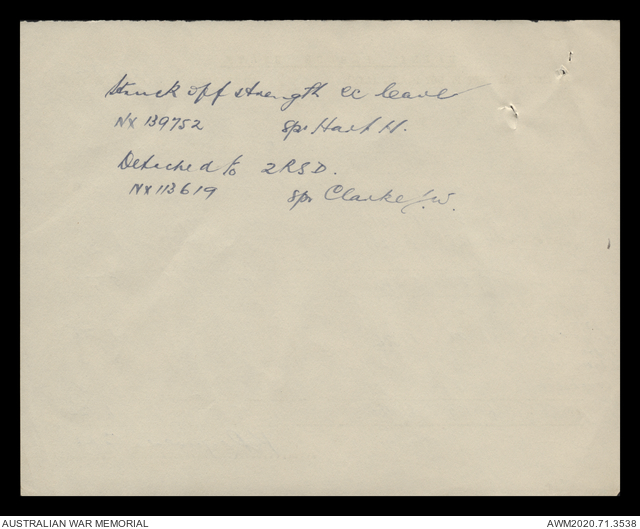 Struck off strength ex leave
NX 139752 Spr Hart H.
Detached to 2RSD.
NX 113619 Spr Clarke J.W.
AUSTRALIAN WAR MEMORIAL AWM2020.71.3538